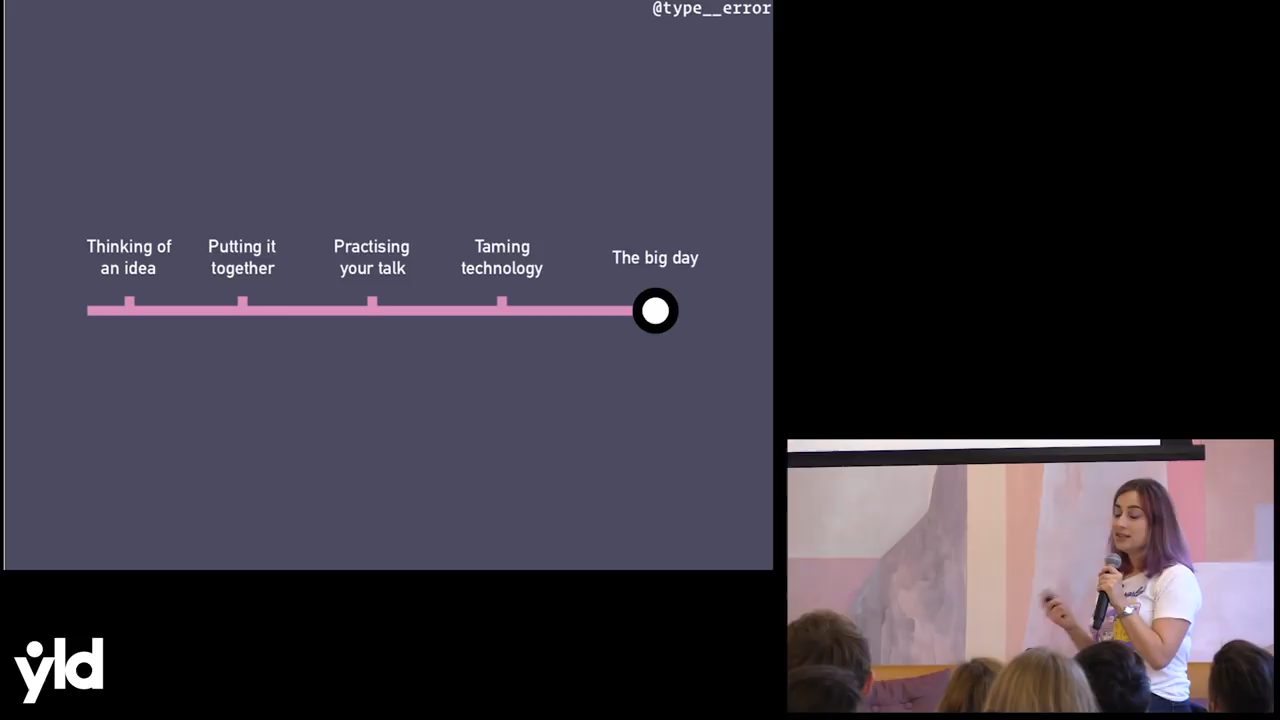 @type__error
Thinking of
an idea
Putting it
together
Practising
your talk
Taming
technology
The big day
yld